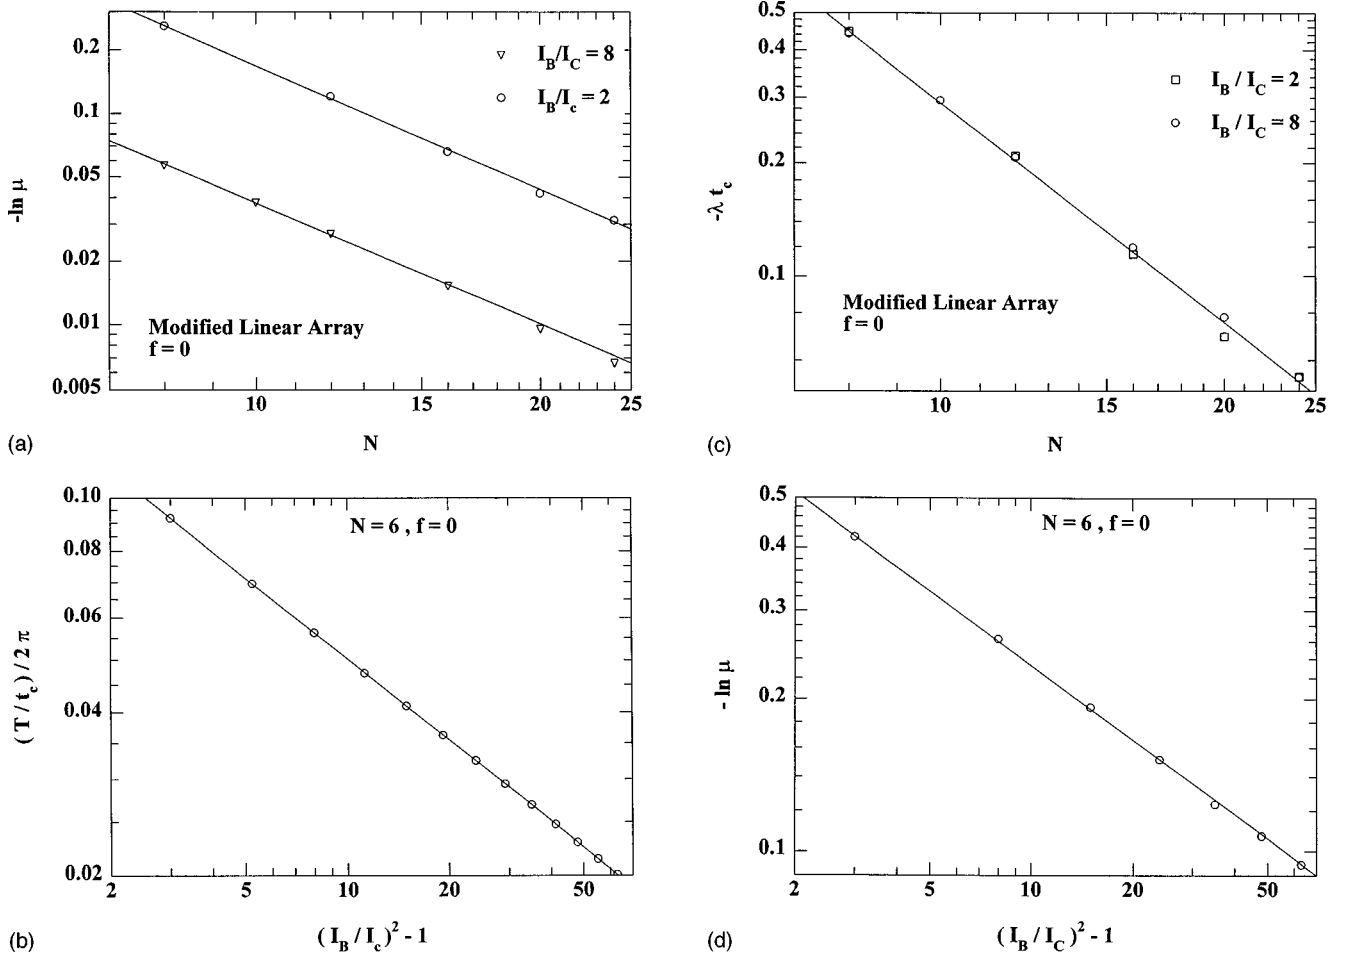 0.2
0.1
0.05
0.02
0.01
0.005
-ln μ
I_B/I_C = 8
I_B/I_c = 2
Modified Linear Array
f = 0
10
20
25
(a)
N
0.5
0.4
0.3
0.2
0.1
-λ t_c
I_B / I_C = 2
I_B / I_C = 8
Modified Linear Array
f = 0
10
15
20
25
(c)
N
0.10
0.08
0.06
0.04
0.02
( T / t_c ) / 2 π
N = 6 , f = 0
2
5
10
20
50
(b)
( I_B / I_c )² - 1
0.5
0.4
0.3
0.2
0.1
- ln μ
N = 6 , f = 0
2
5
10
20
50
(d)
( I_B / I_C )² - 1